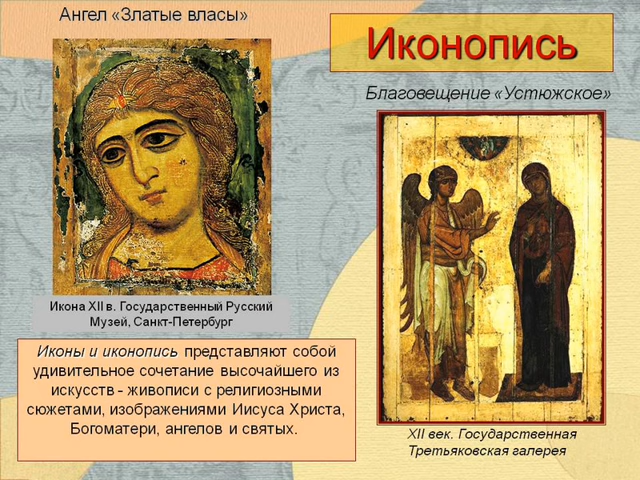 Ангел «Златые власы»
Иконопись
Благовещение «Устюжское»
Икона XII в. Государственный Русский
Музей, Санкт-Петербург
Иконы и иконопись представляют собой
удивительное сочетание высочайшего из
искусств - живописи с религиозными
сюжетами, изображениями Иисуса Христа,
Богоматери, ангелов и святых.
XII век. Государственная
Третьяковская галерея